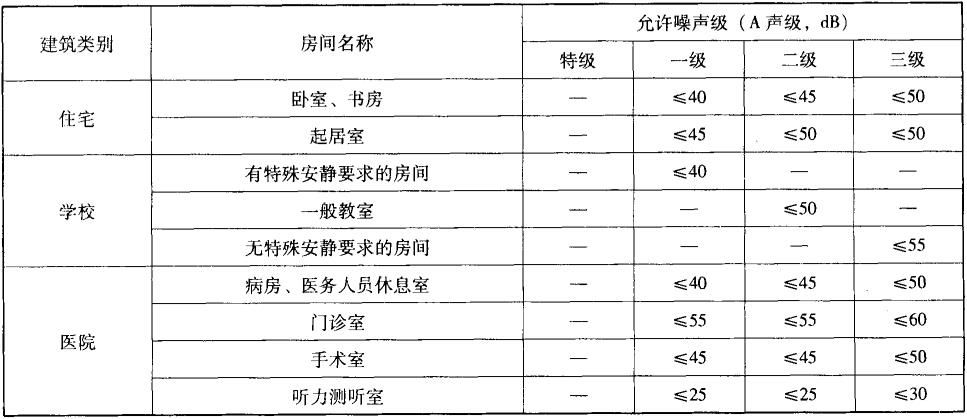 建筑类别 房间名称 允许噪声级（A 声级，dB）
特级 一级 二级 三级
住宅 卧室、书房 — ≤40 ≤45 ≤50
起居室 — ≤45 ≤50 ≤50
学校 有特殊安静要求的房间 — ≤40 — —
一般教室 — — ≤50 —
无特殊安静要求的房间 — — — ≤55
医院 病房、医务人员休息室 — ≤40 ≤45 ≤50
门诊室 — ≤55 ≤55 ≤60
手术室 — ≤45 ≤45 ≤50
听力测听室 — ≤25 ≤25 ≤30